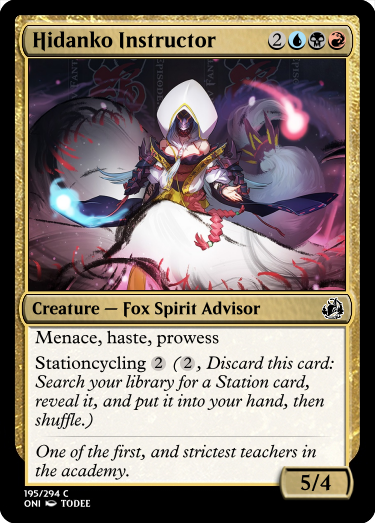 Hidanko Instructor 2
Creature — Fox Spirit Advisor
Menace, haste, prowess
Stationcycling 2 (2, Discard this card:
Search your library for a Station card,
reveal it, and put it into your hand, then
shuffle.)
One of the first, and strictest teachers in
the academy.
5/4
195/294 C
ONI TODEE